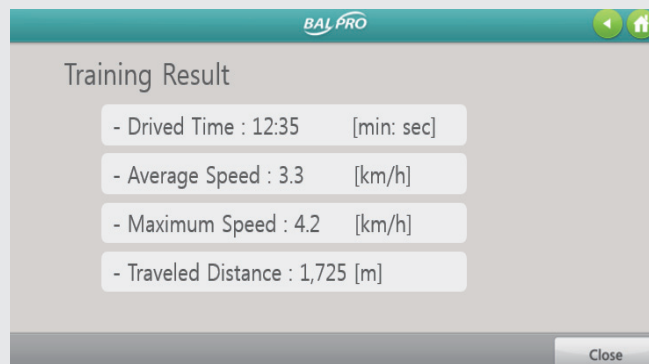 BAL PRO
Training Result
- Drived Time : 12:35 [min: sec]
- Average Speed : 3.3 [km/h]
- Maximum Speed : 4.2 [km/h]
- Traveled Distance : 1,725 [m]
Close